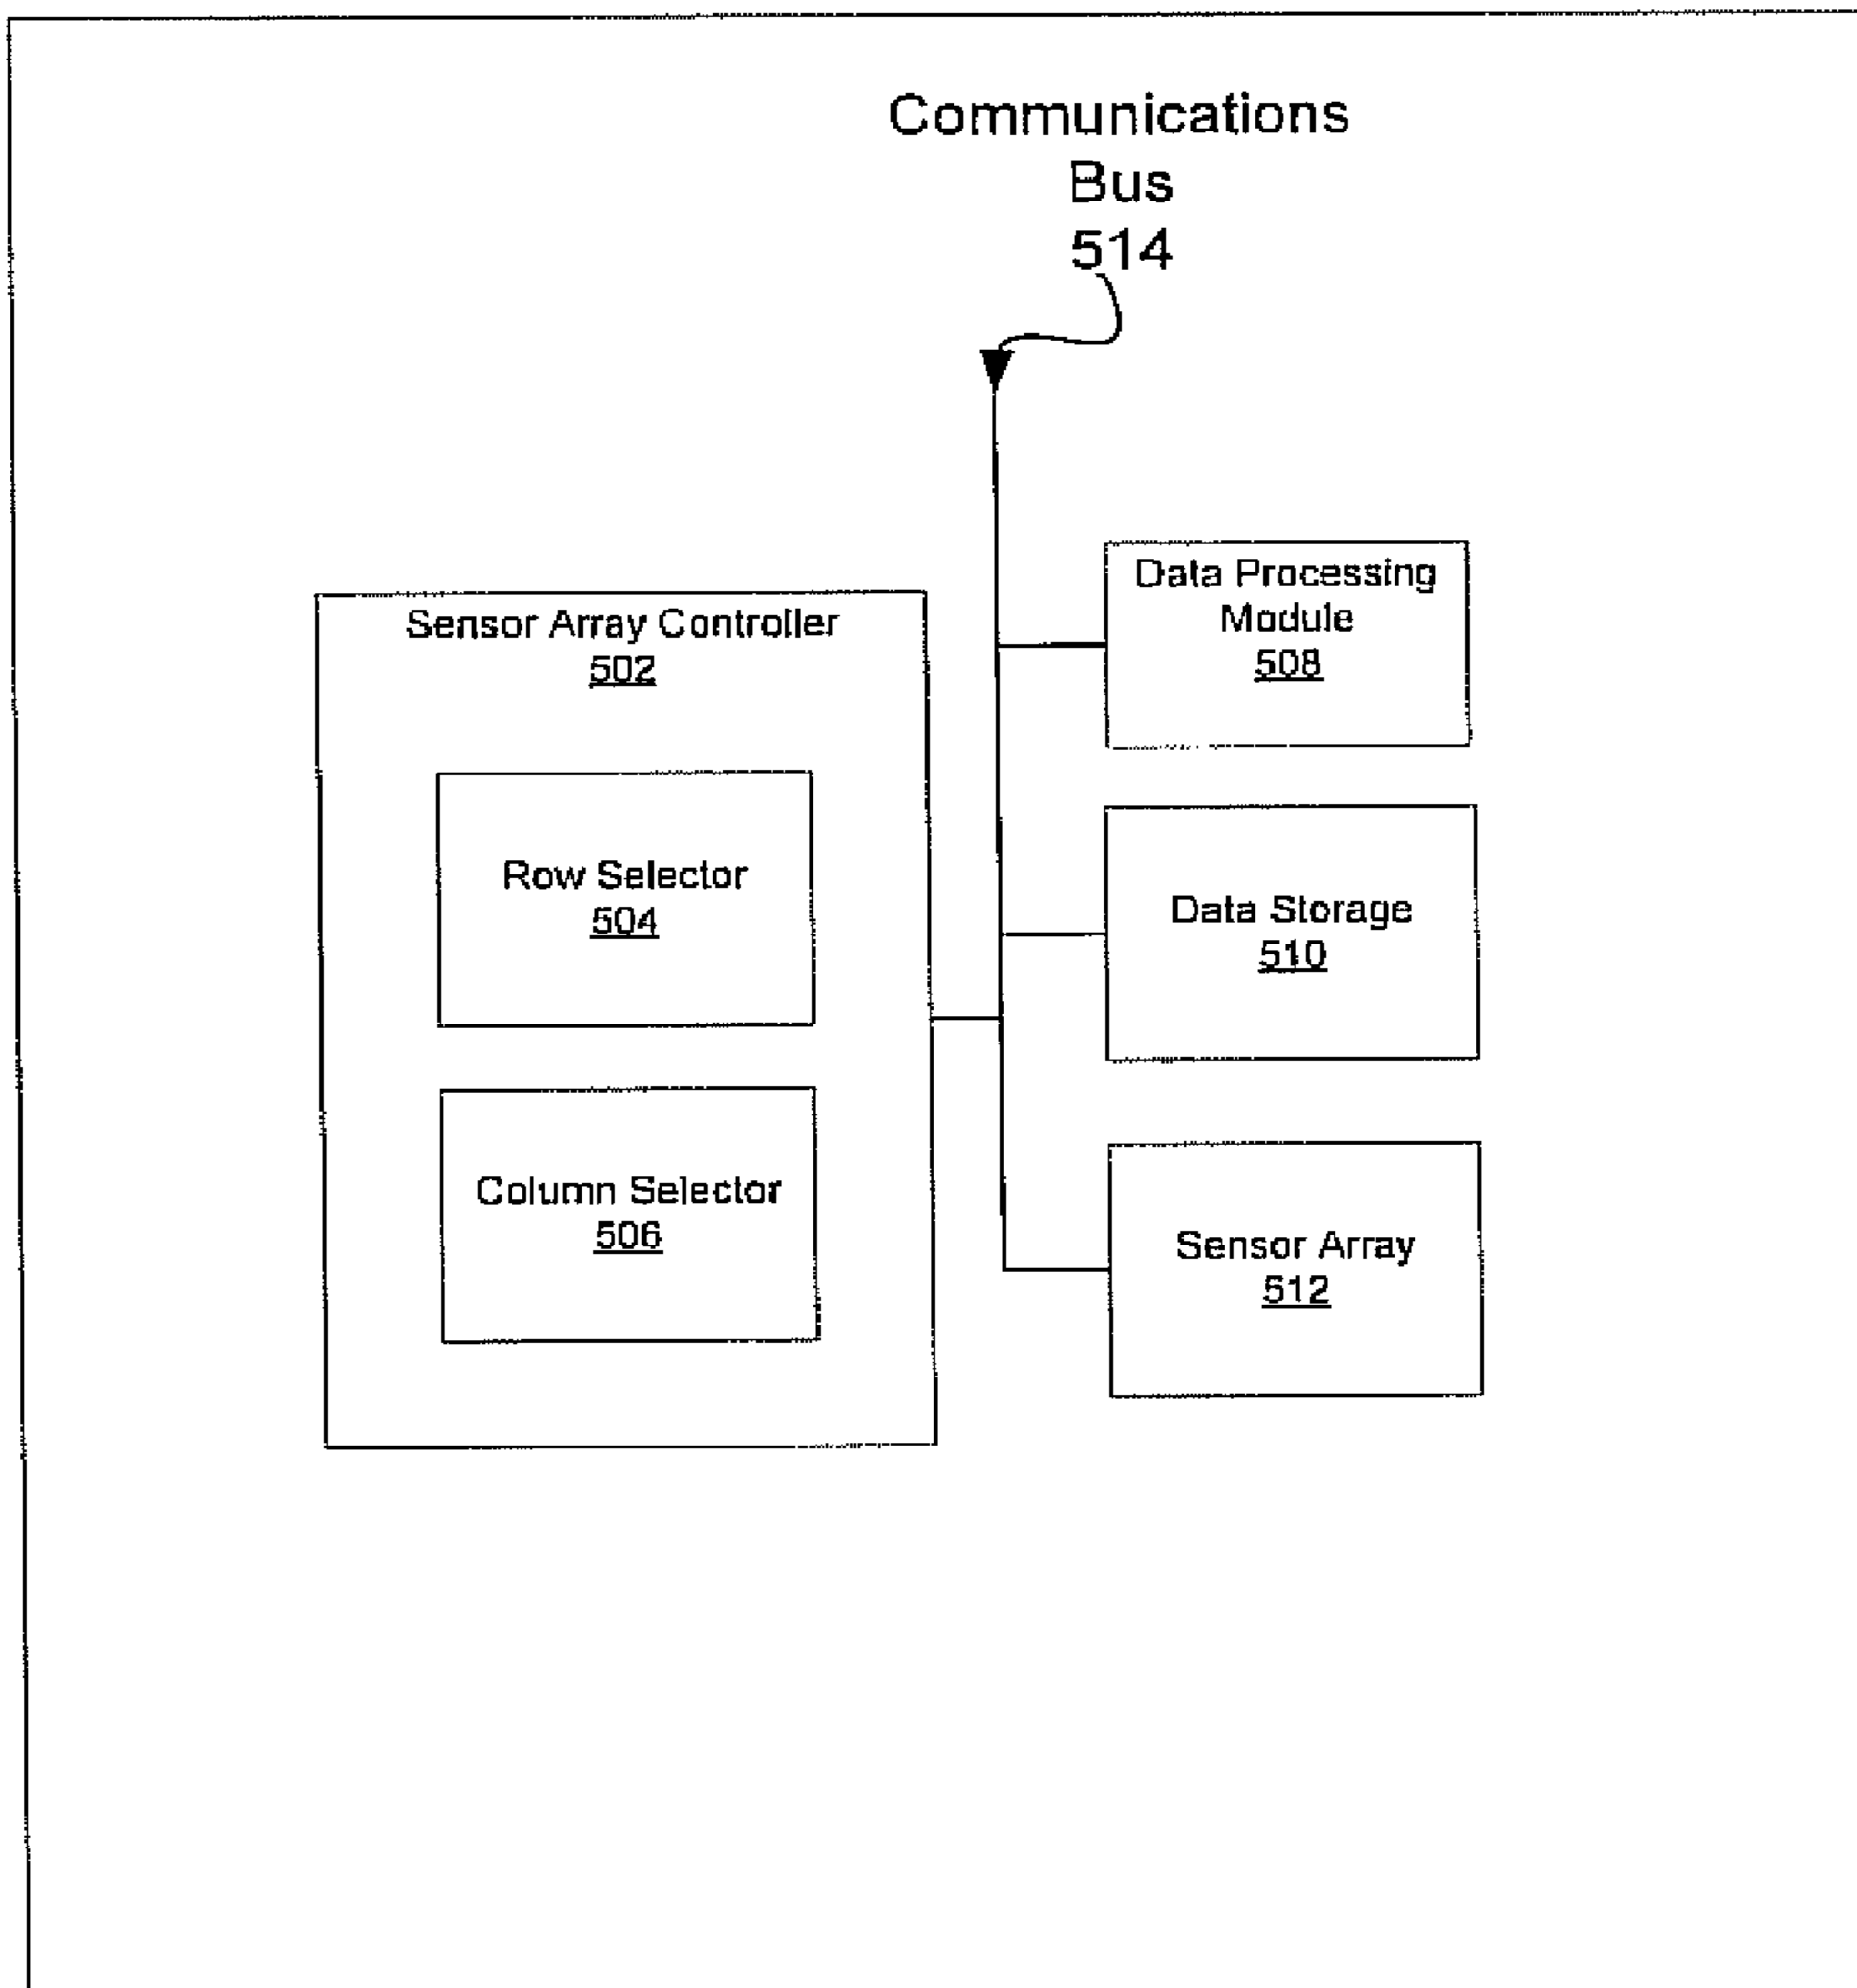 Communications
Bus
514
Data Processing
Module
508
Sensor Array Controller
502
Row Selector
504
Data Storage
510
Column Selector
506
Sensor Array
512